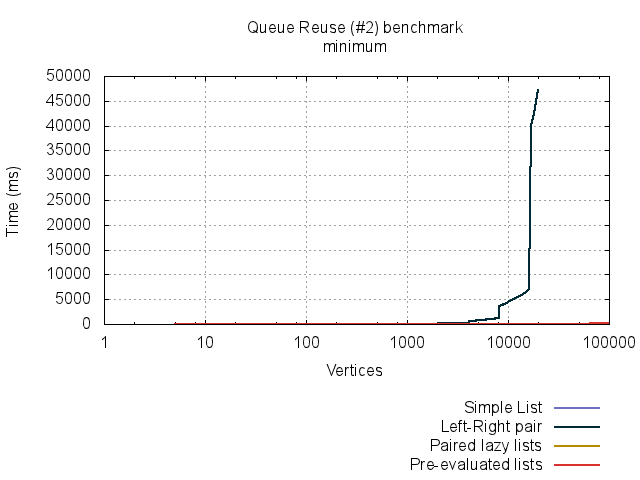 Queue Reuse (#2) benchmark
minimum
50000
45000
40000
35000
30000
25000
20000
15000
10000
5000
0
Time (ms)
1 10 100 1000 10000 100000
Vertices
Simple List
Left-Right pair
Paired lazy lists
Pre-evaluated lists